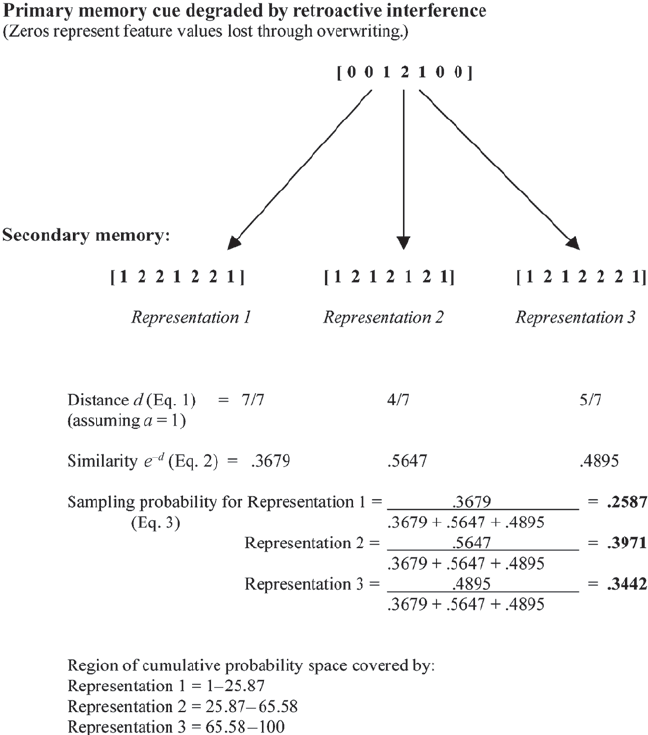 Primary memory cue degraded by retroactive interference
(Zeros represent feature values lost through overwriting.)
[ 0 0 1 2 1 0 0 ]
Secondary memory:
[ 1 2 2 1 2 2 1 ] [ 1 2 1 2 1 2 1] [ 1 2 1 2 2 2 1]
Representation 1 Representation 2 Representation 3
Distance d (Eq. 1) = 7/7 4/7 5/7
(assuming a = 1)
Similarity e–d (Eq. 2) = .3679 .5647 .4895
Sampling probability for Representation 1 = .3679 = .2587
(Eq. 3) .3679 + .5647 + .4895
Representation 2 = .5647 = .3971
.3679 + .5647 + .4895
Representation 3 = .4895 = .3442
.3679 + .5647 + .4895
Region of cumulative probability space covered by:
Representation 1 = 1–25.87
Representation 2 = 25.87–65.58
Representation 3 = 65.58–100